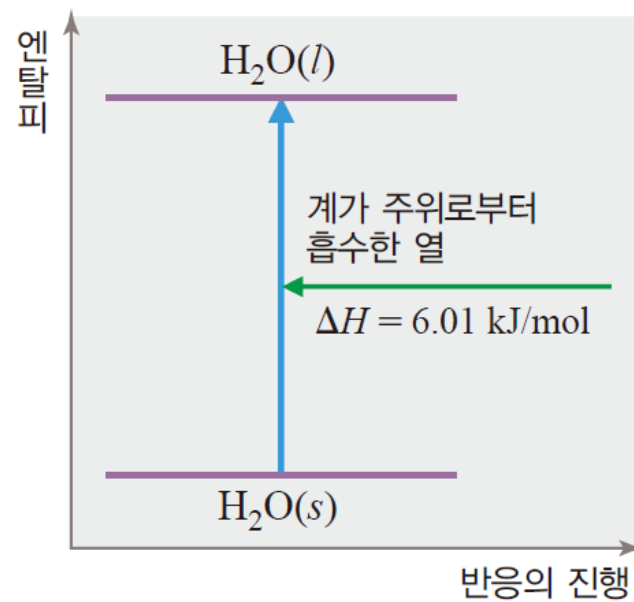 엔탈피
H₂O(l)
계가 주위로부터
흡수한 열
ΔH = 6.01 kJ/mol
H₂O(s)
반응의 진행